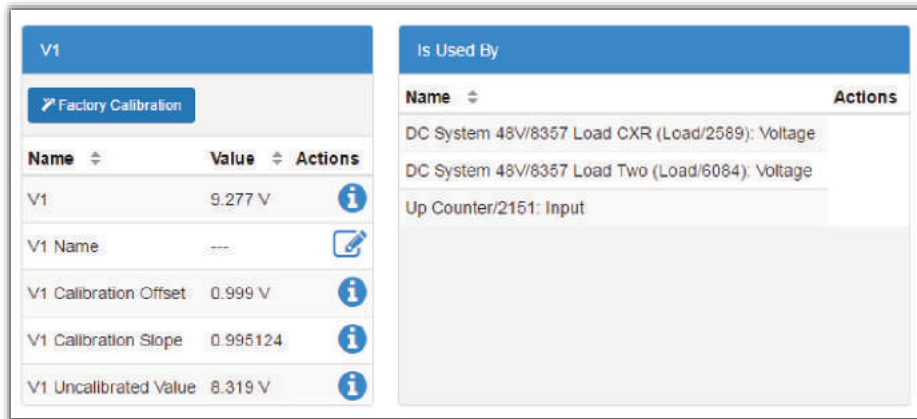 V1
Factory Calibration
Name Value Actions
V1 9.277 V
V1 Name ---
V1 Calibration Offset 0.999 V
V1 Calibration Slope 0.995124
V1 Uncalibrated Value 8.319 V
Is Used By
Name Actions
DC System 48V/8357 Load CXR (Load/2589): Voltage
DC System 48V/8357 Load Two (Load/6084): Voltage
Up Counter/2151: Input